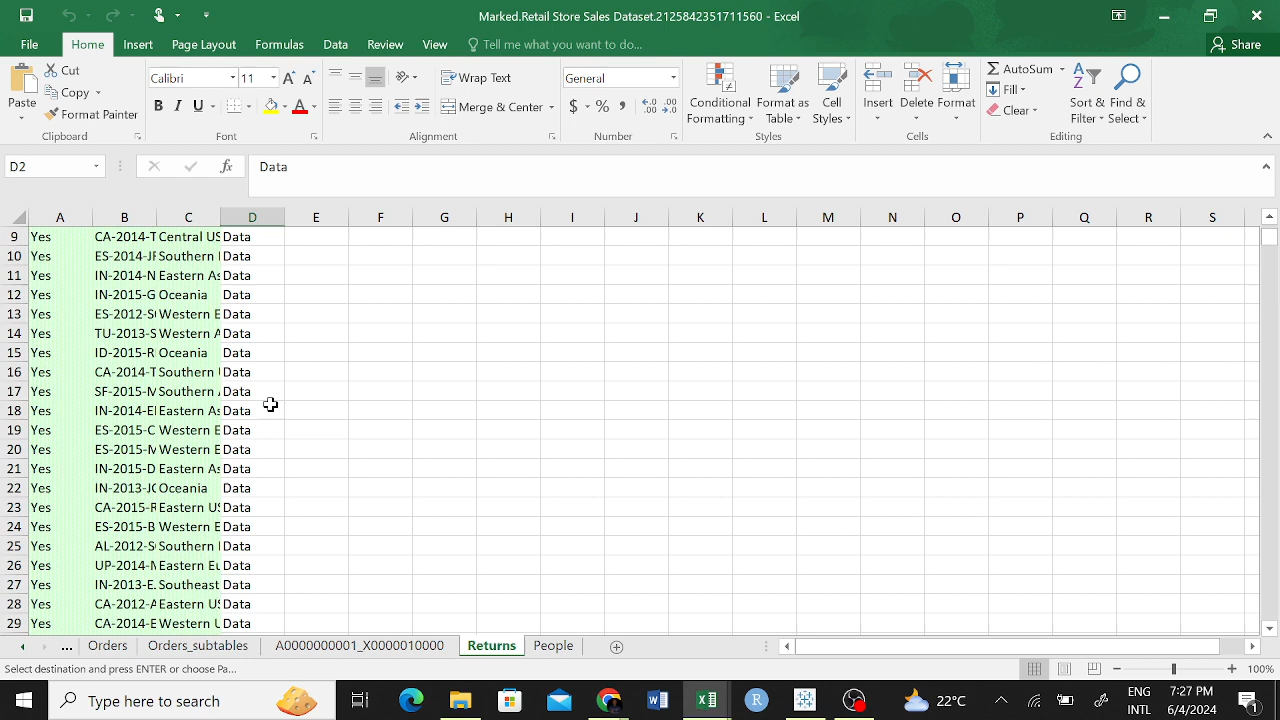 Marked.Retail Store Sales Dataset.2125842351711560 - Excel
File Home Insert Page Layout Formulas Data Review View Tell me what you want to do... Share
Cut
Copy
Format Painter
Paste
Clipboard
Calibri 11
B I U
Font
Wrap Text
Merge & Center
Alignment
General
$ % ,
Number
Conditional Formatting
Format as Table
Cell Styles
Styles
Insert Delete Format
Cells
AutoSum
Fill
Clear
Sort & Filter
Find & Select
Editing
D2 fx Data
A B C D E F G H I J K L M N O P Q R S
9 Yes CA-2014-T Central US Data
10 Yes ES-2014-JF Southern Data
11 Yes IN-2014-N Eastern As Data
12 Yes IN-2015-G Oceania Data
13 Yes ES-2012-S Western E Data
14 Yes TU-2013-S Western A Data
15 Yes ID-2015-R Oceania Data
16 Yes CA-2014-T Southern Data
17 Yes SF-2015-M Southern Data
18 Yes IN-2014-E Eastern As Data
19 Yes ES-2015-C Western E Data
20 Yes ES-2015-M Western E Data
21 Yes IN-2015-D Eastern As Data
22 Yes IN-2013-JC Oceania Data
23 Yes CA-2015-R Eastern US Data
24 Yes ES-2015-B Western E Data
25 Yes AL-2012-S Southern Data
26 Yes UP-2014-N Eastern Eu Data
27 Yes IN-2013-E Southeast Data
28 Yes CA-2012-A Eastern US Data
29 Yes CA-2014-E Western U Data
... Orders Orders_subtables A0000000001_X0000010000 Returns People
Select destination and press ENTER or choose Pa... 100%
Type here to search 22°C ENG INTL 7:27 PM 6/4/2024